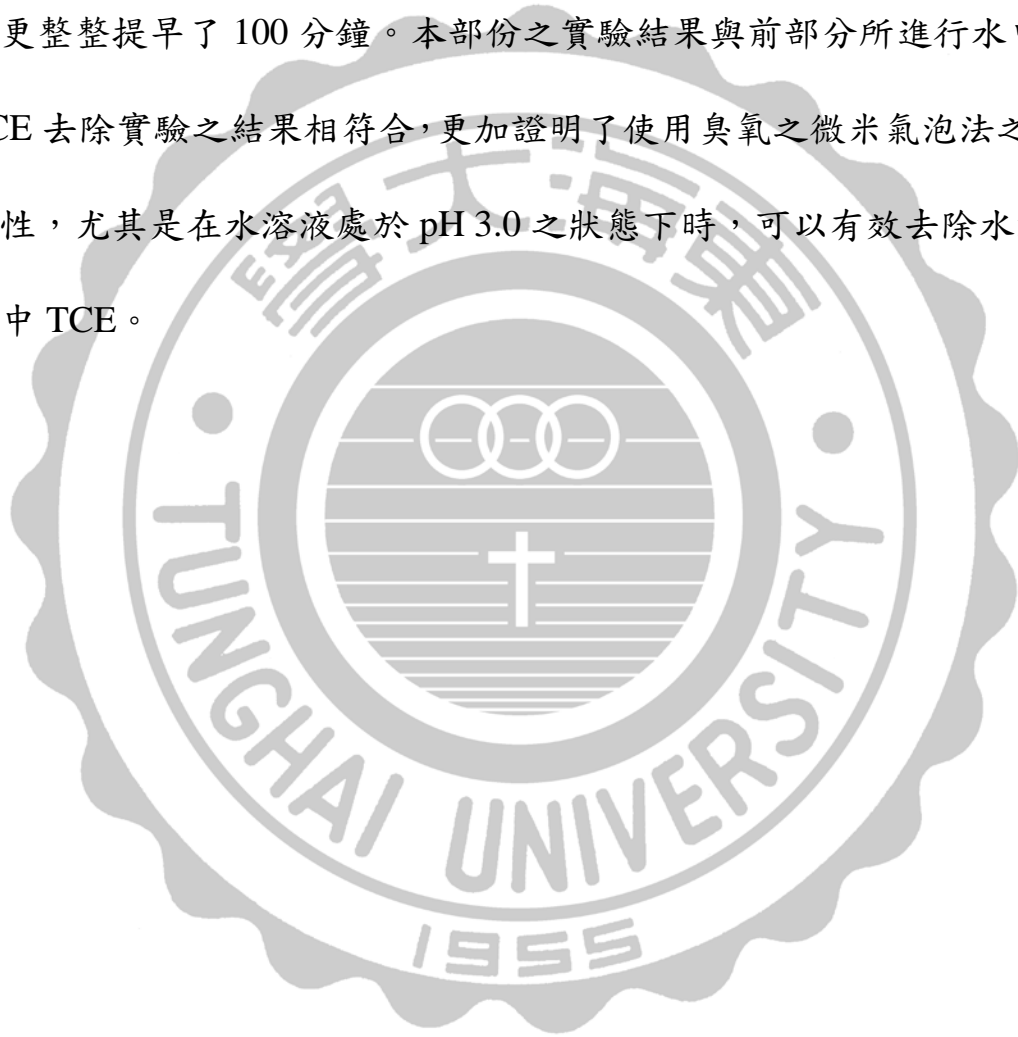 更整整提早了 100 分鐘。本部份之實驗結果與前部分所進行水
CE 去除實驗之結果相符合，更加證明了使用臭氧之微米氣泡法之
性，尤其是在水溶液處於 pH 3.0 之狀態下時，可以有效去除水
中 TCE。
學大海東
TUNGHAI UNIVERSITY
1955